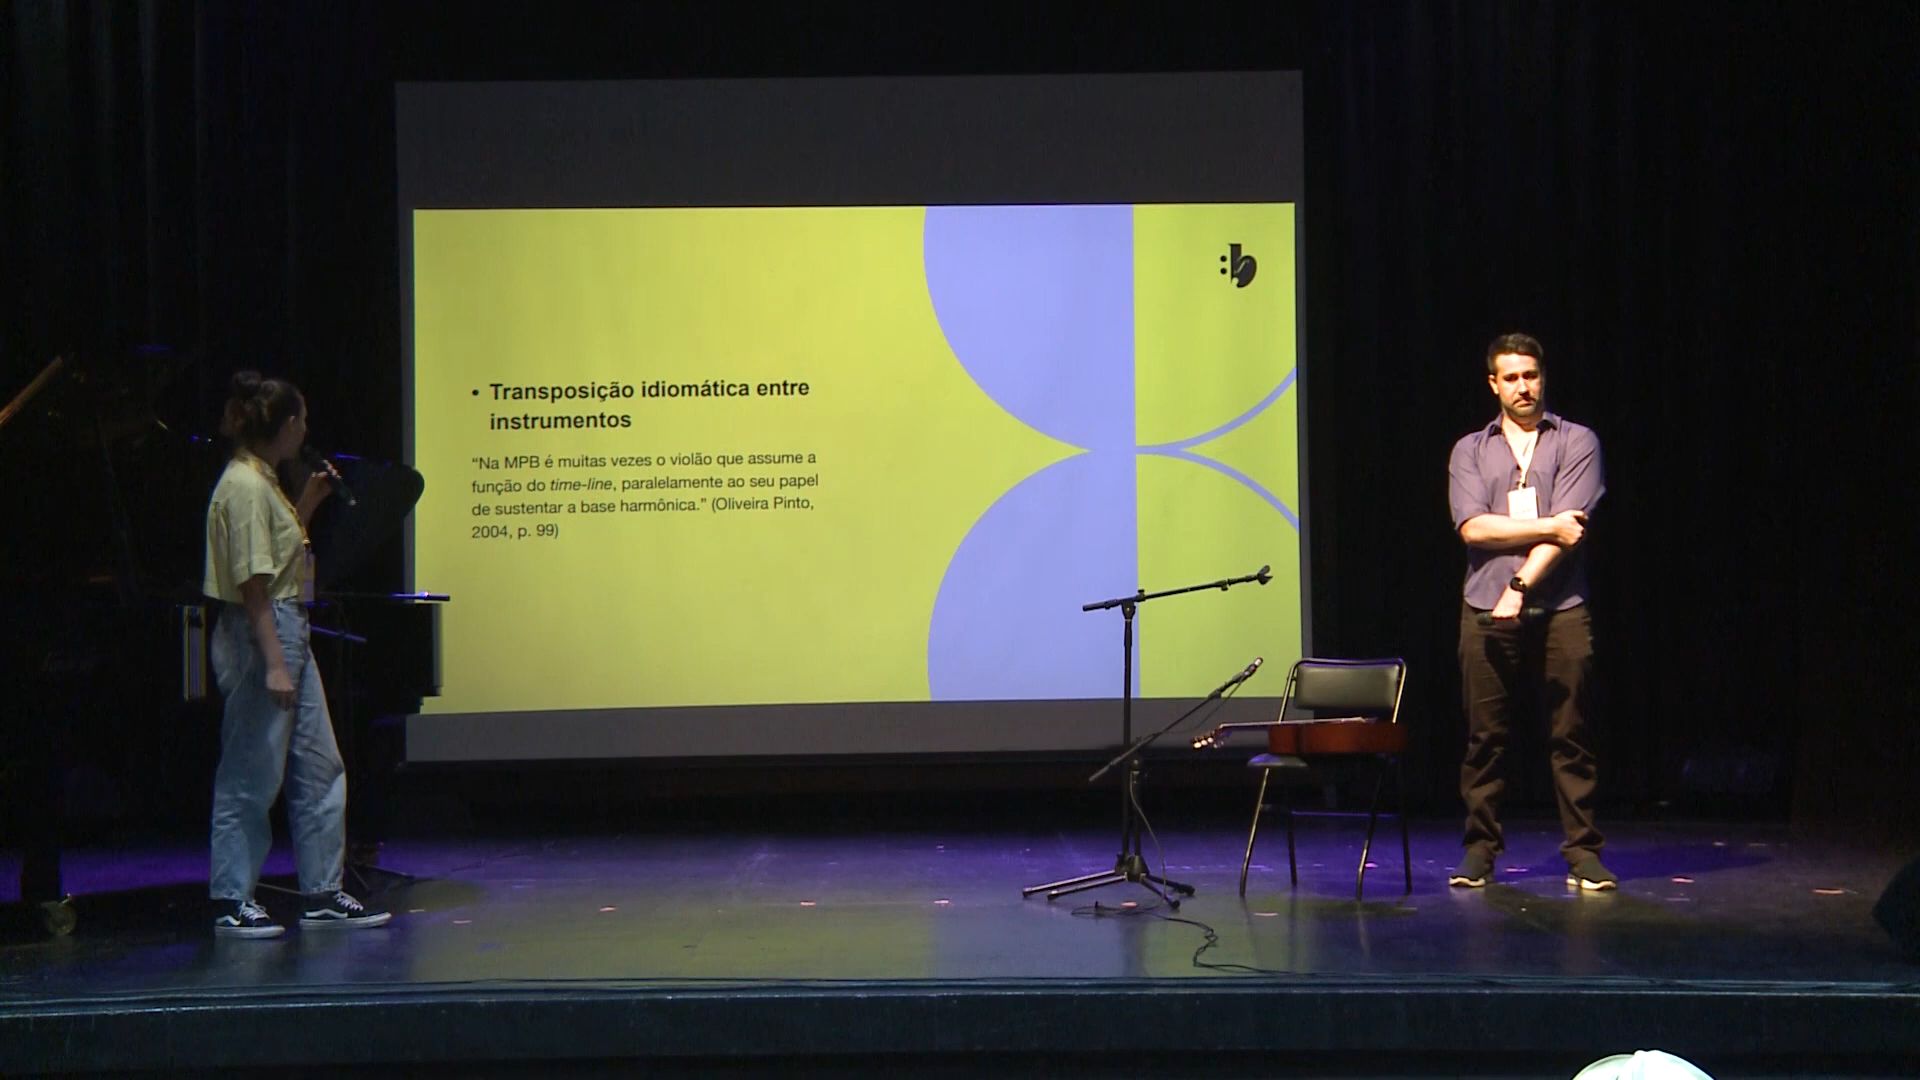 • Transposição idiomática entre
instrumentos
“Na MPB é muitas vezes o violão que assume a
função do time-line, paralelamente ao seu papel
de sustentar a base harmônica.” (Oliveira Pinto,
2004, p. 99)